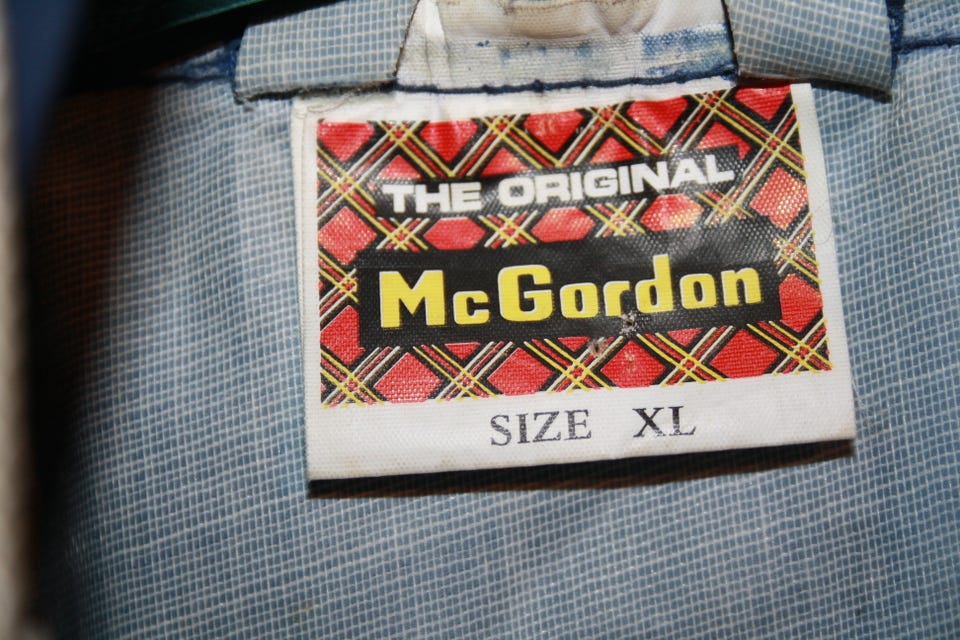 THE ORIGINAL
McGordon
SIZE XL